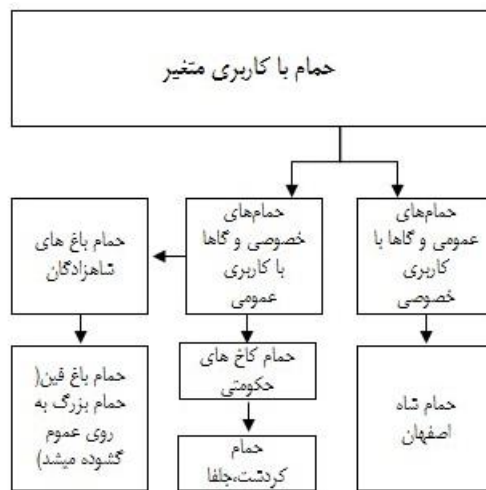 حمام با کاربری متغیر
حمام‌های
عمومی و گاها با
کاربری
خصوصی
حمام‌های
خصوصی و گاها
با کاربری
عمومی
حمام باغ های
شاهزادگان
حمام شاه
اصفهان
حمام کاخ های
حکومتی
حمام
کردشت،جلفا
حمام باغ فین(
حمام بزرگ به
روی عموم
گشوده میشد)